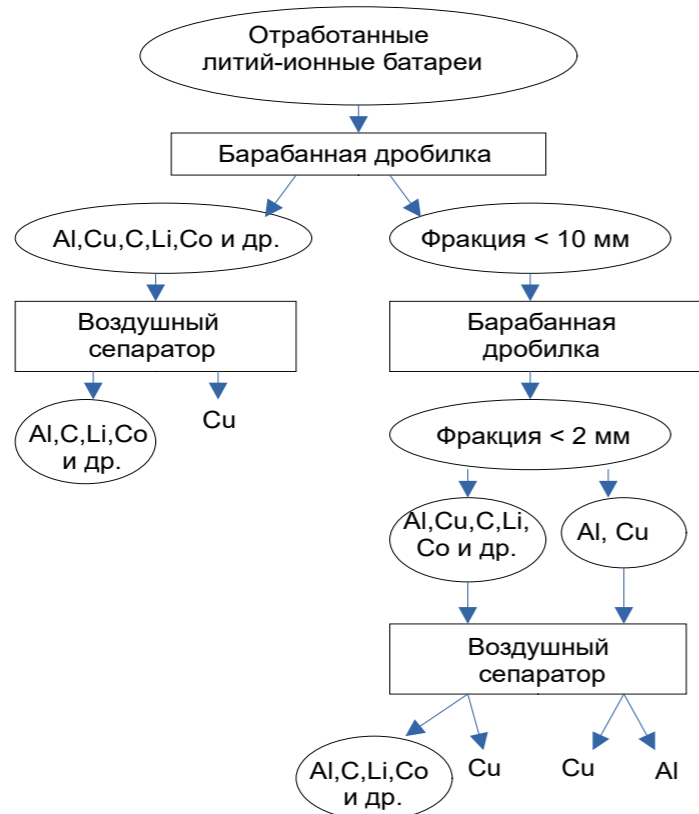 Отработанные
литий-ионные батареи
Барабанная дробилка
Al,Cu,C,Li,Co и др.
Фракция < 10 мм
Воздушный
сепаратор
Барабанная
дробилка
Al,C,Li,Co
и др.
Cu
Фракция < 2 мм
Al,Cu,C,Li,
Co и др.
Al, Cu
Воздушный
сепаратор
Al,C,Li,Co
и др.
Cu
Cu
Al